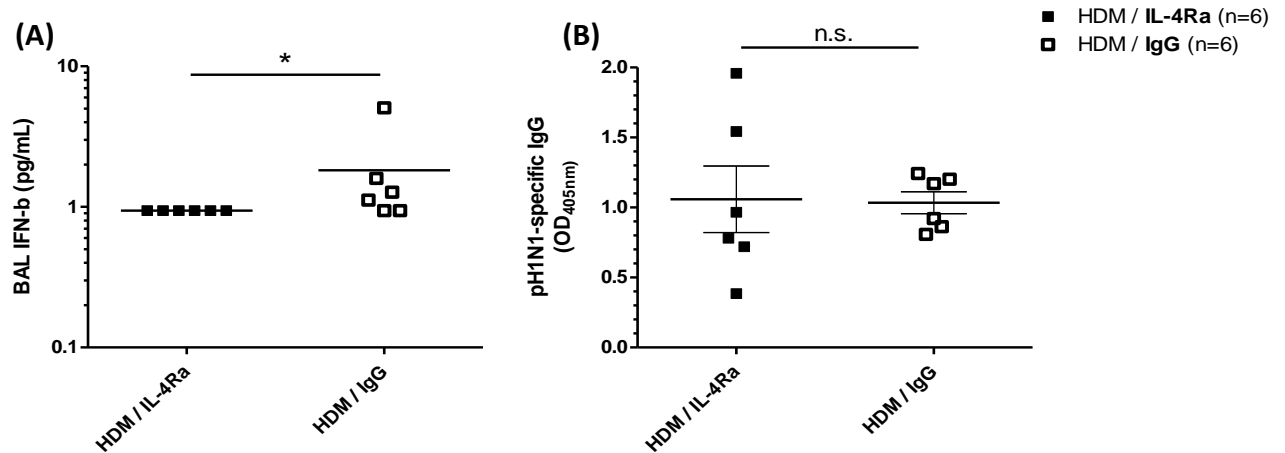 HDM / IL-4Ra (n=6)
HDM / IgG (n=6)
(A)
*
10
1
0.1
BAL IFN-b (pg/mL)
HDM / IL-4Ra
HDM / IgG
(B)
n.s.
2.0
1.5
1.0
0.5
0.0
pH1N1-specific IgG
(OD405nm)
HDM / IL-4Ra
HDM / IgG